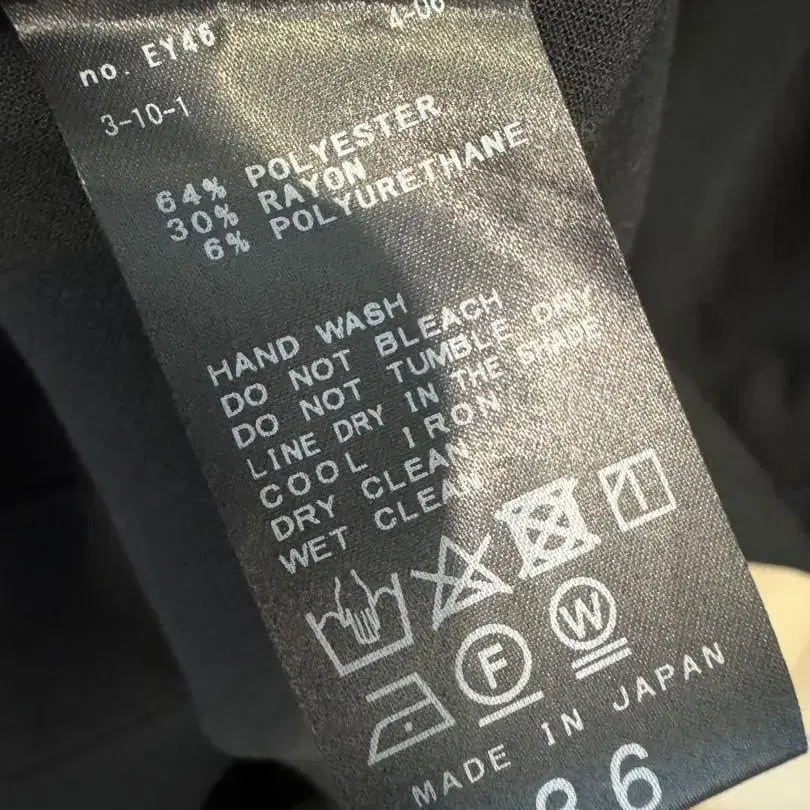 no. EY46
4-06
3-10-1
64% POLYESTER
30% RAYON
6% POLYURETHANE
HAND WASH
DO NOT BLEACH
DO NOT TUMBLE DRY
LINE DRY IN THE SHADE
COOL IRON
DRY CLEAN
WET CLEAN
F
W
MADE IN JAPAN